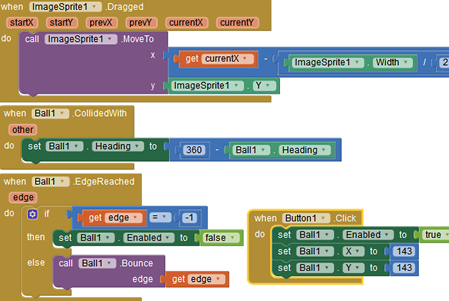 when ImageSprite1 .Dragged
startX startY prevX prevY currentX currentY
do call ImageSprite1 .MoveTo
x get currentX - ImageSprite1 . Width / 2
y ImageSprite1 . Y
when Ball1 .CollidedWith
other
do set Ball1 . Heading to 360 - Ball1 . Heading
when Ball1 .EdgeReached
edge
do if get edge = -1
then set Ball1 . Enabled to false
else call Ball1 .Bounce
edge get edge
when Button1 .Click
do set Ball1 . Enabled to true
set Ball1 . X to 143
set Ball1 . Y to 143